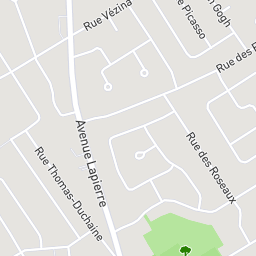 Rue Vézina
Picasso
Gogh
Rue des
Avenue Lapierre
Rue Thomas-Duchaine
Rue des Roseaux